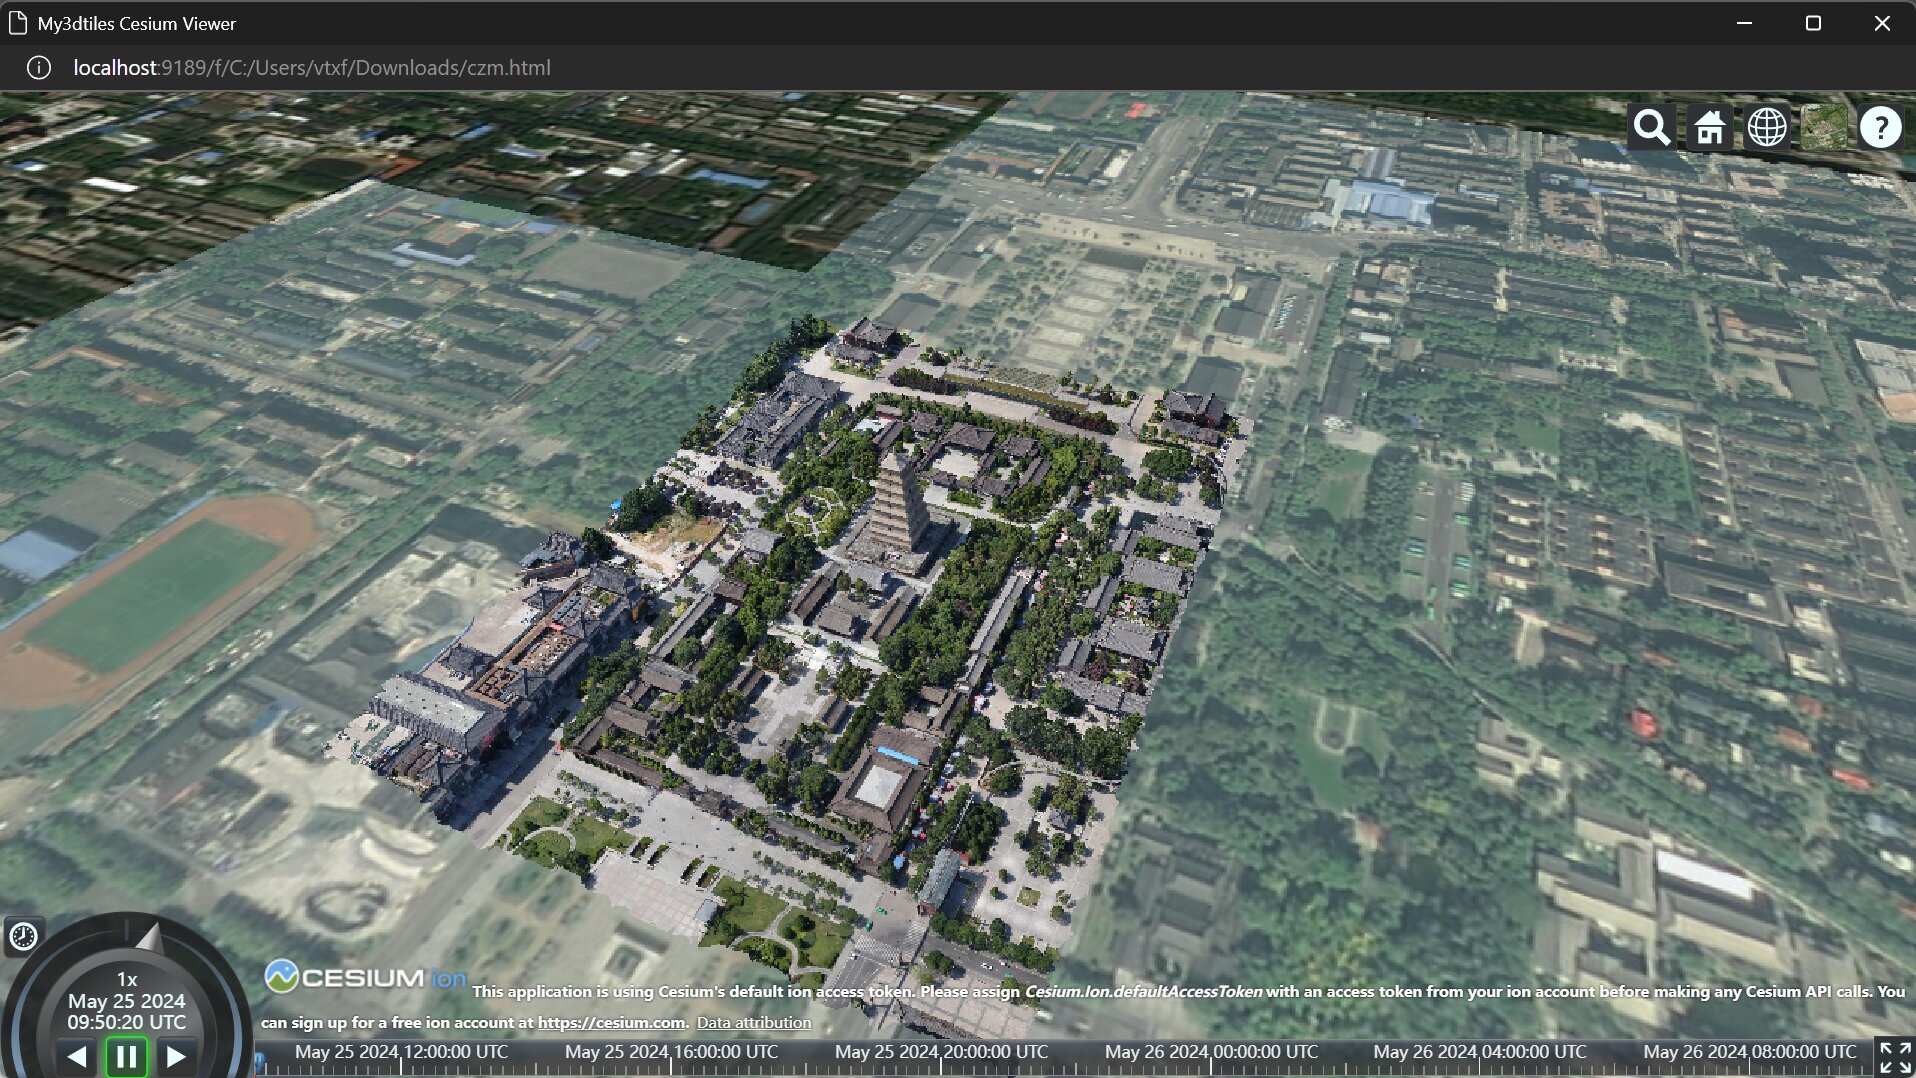 My3dtiles Cesium Viewer
localhost:9189/f/C:/Users/vtxf/Downloads/czm.html
?
1x
May 25 2024
09:50:20 UTC
CESIUM ion
This application is using Cesium's default ion access token. Please assign Cesium.Ion.defaultAccessToken with an access token from your ion account before making any Cesium API calls. You
can sign up for a free ion account at https://cesium.com. Data attribution
May 25 2024 12:00:00 UTC
May 25 2024 16:00:00 UTC
May 25 2024 20:00:00 UTC
May 26 2024 00:00:00 UTC
May 26 2024 04:00:00 UTC
May 26 2024 08:00:00 UTC